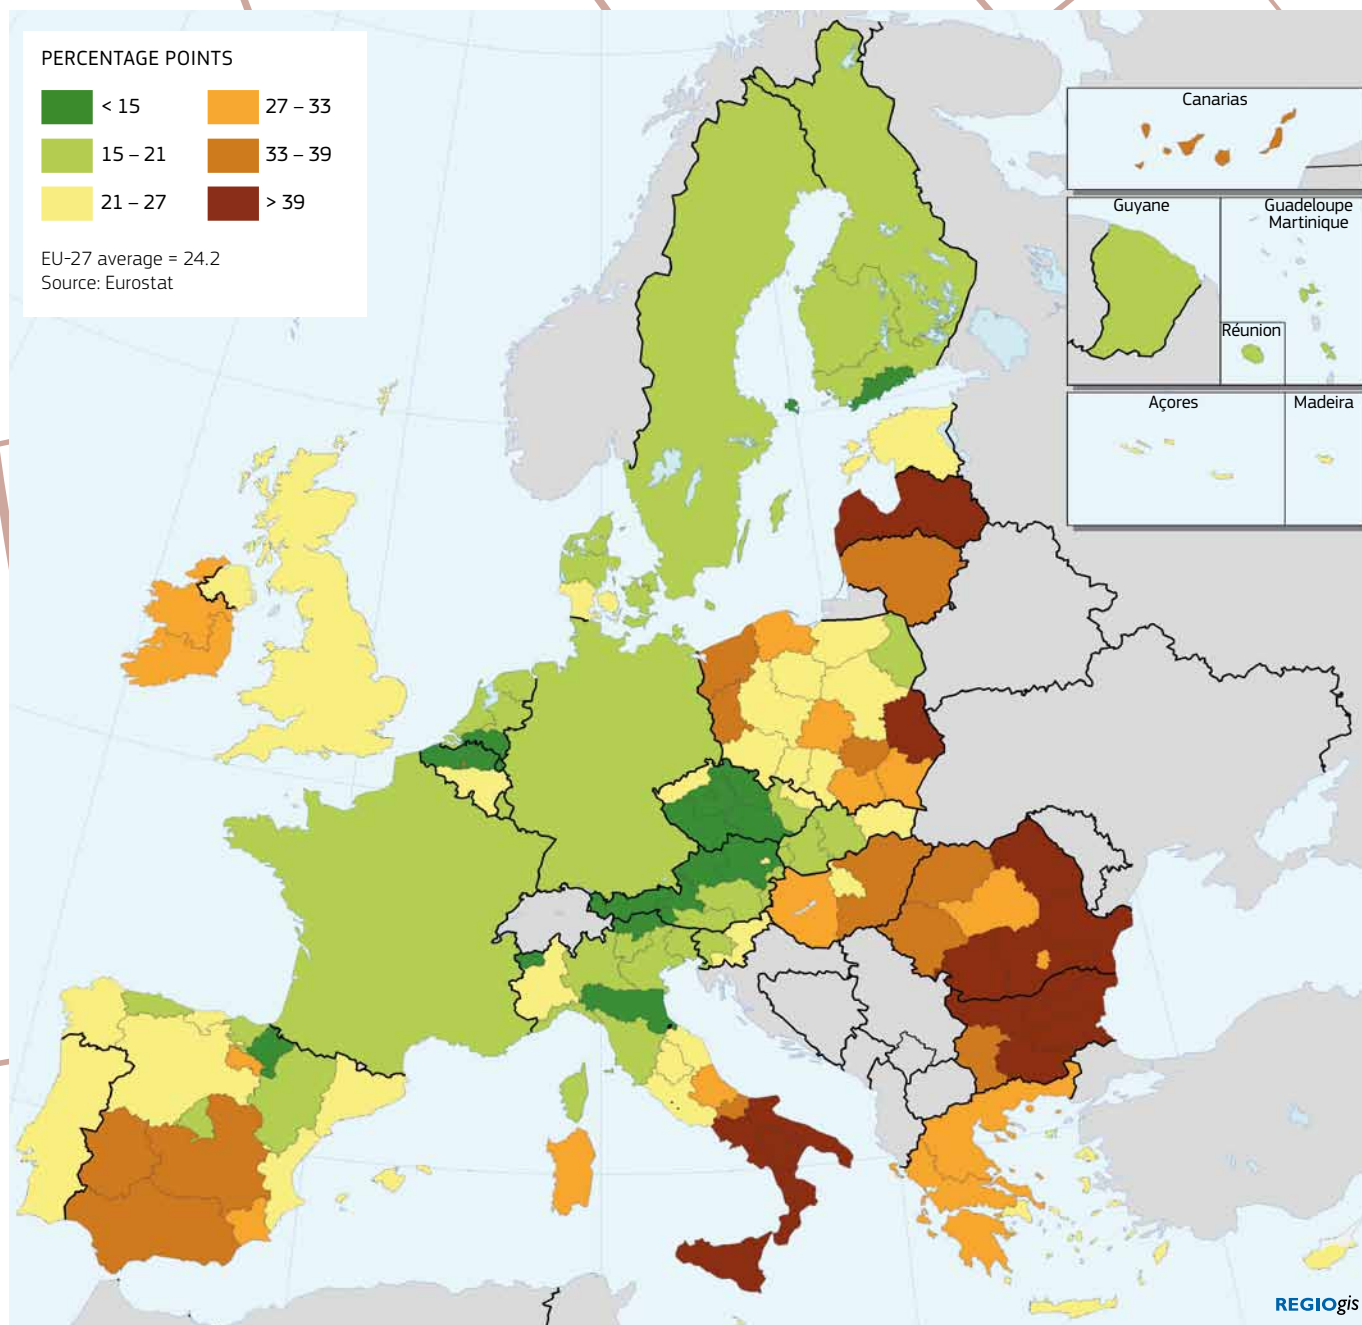 PERCENTAGE POINTS
< 15
27 – 33
15 – 21
33 – 39
21 – 27
> 39
EU-27 average = 24.2
Source: Eurostat
Canarias
Guyane
Guadeloupe
Martinique
Réunion
Açores
Madeira
REGIOgis